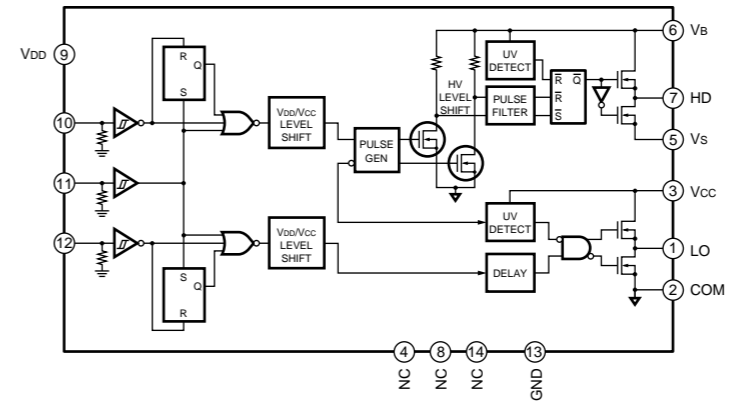 6 VB
VDD 9
R
Q
S
UV
DETECT
HV
LEVEL
SHIFT
R Q
R
S
PULSE
FILTER
7 HD
10
VDD/VCC
LEVEL
SHIFT
PULSE
GEN
5 VS
11
3 VCC
12
VDD/VCC
LEVEL
SHIFT
UV
DETECT
1 LO
DELAY
S
Q
R
2 COM
4 8 14 13
NC NC NC GND